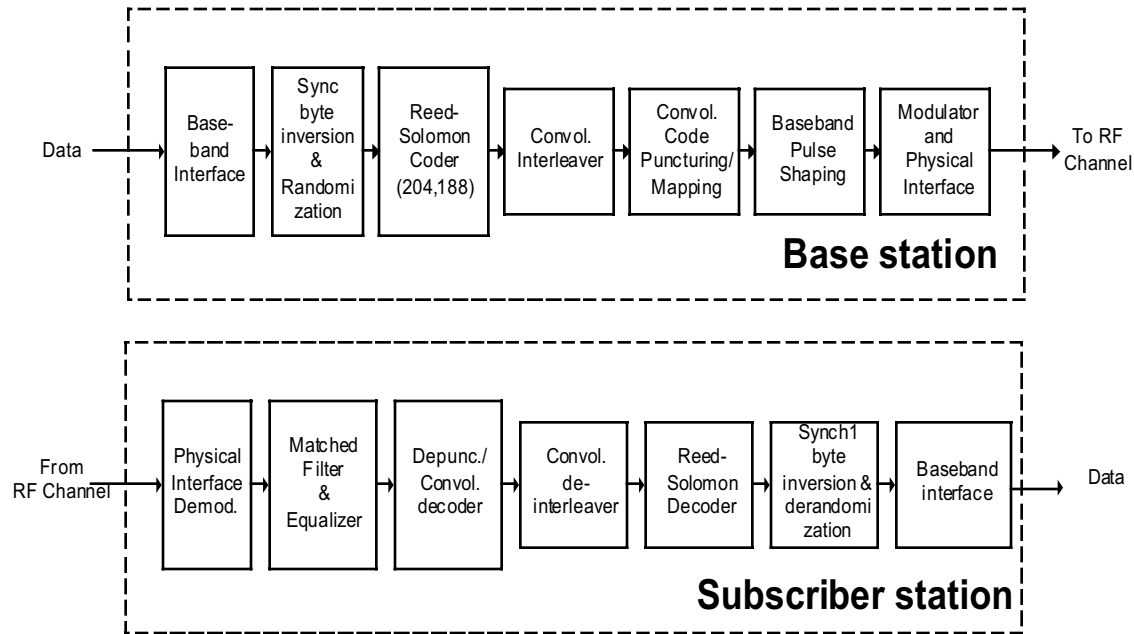 Data
Base-
band
Interface
Sync
byte
inversion
&
Randomi
zation
Reed-
Solomon
Coder
(204,188)
Convol.
Interleaver
Convol.
Code
Puncturing/
Mapping
Baseband
Pulse
Shaping
Modulator
and
Physical
Interface
To RF
Channel
Base station
From
RF Channel
Physical
Interface
Demod.
Matched
Filter
&
Equalizer
Depunc./
Convol.
decoder
Convol.
de-
interleaver
Reed-
Solomon
Decoder
Synch1
byte
inversion &
derandomi
zation
Baseband
interface
Data
Subscriber station